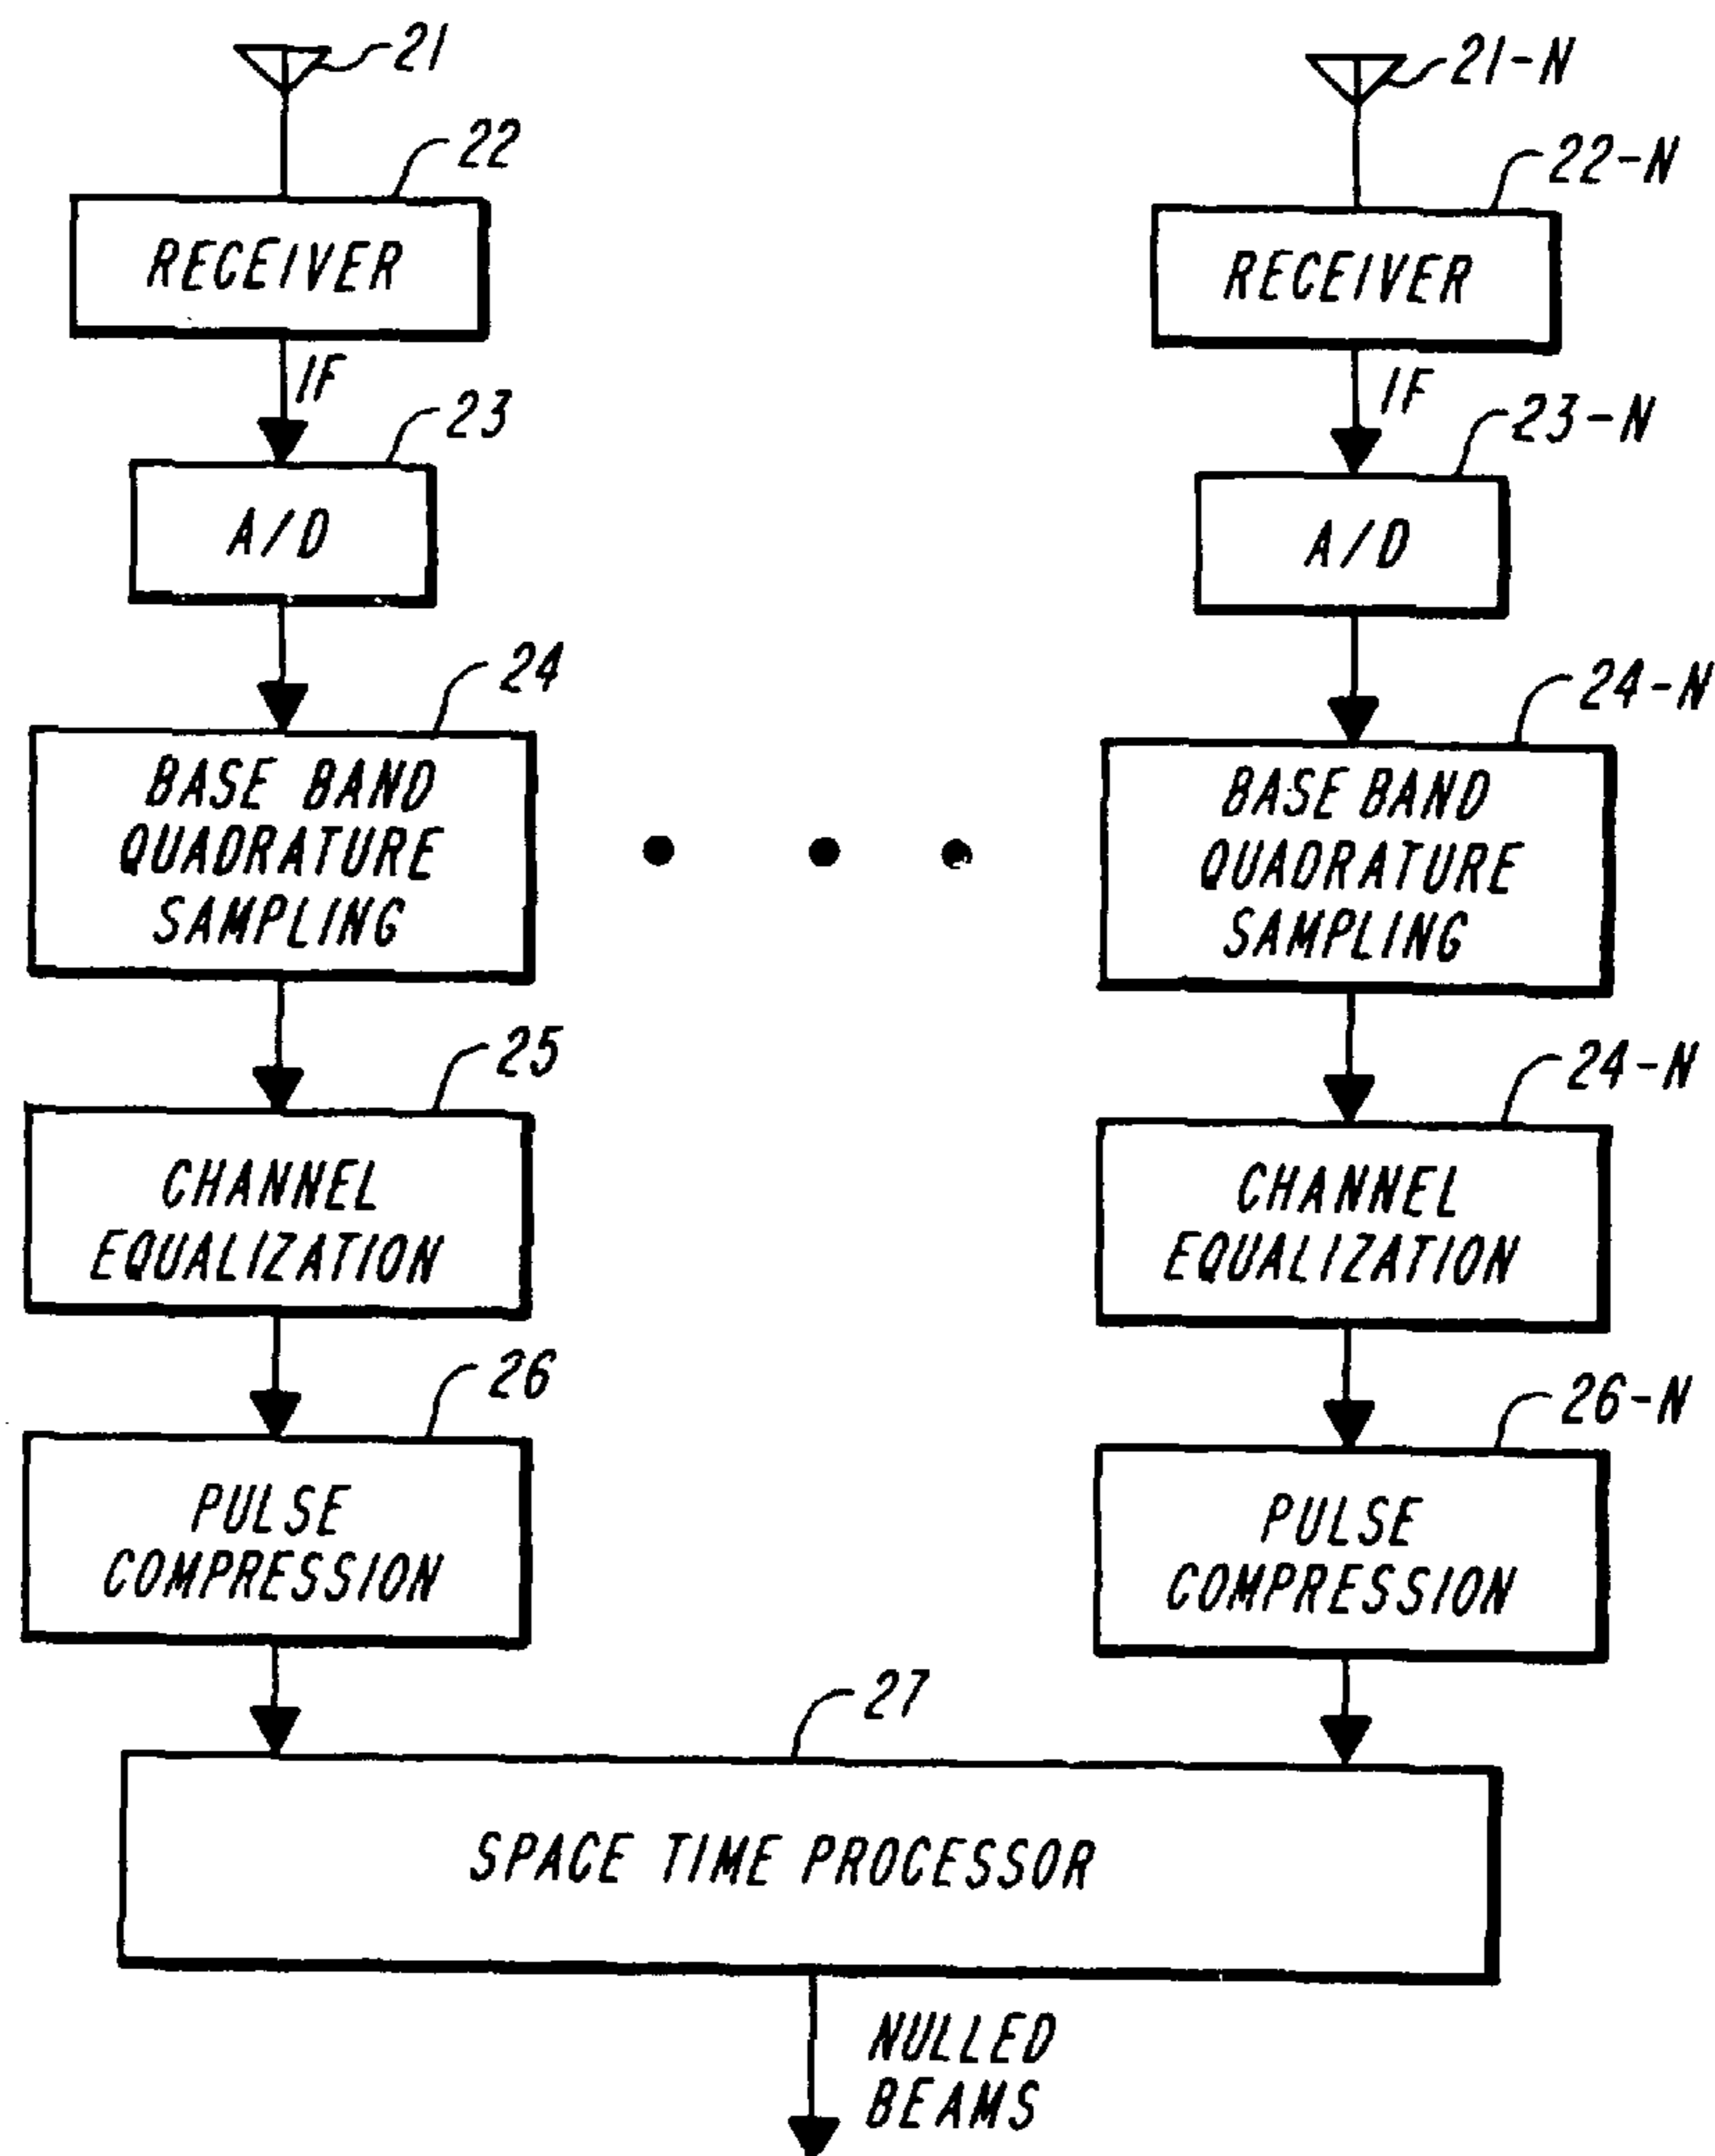 21
21-N
22
22-N
RECEIVER
RECEIVER
IF
IF
23
23-N
A/D
A/D
24
24-N
BASE BAND
QUADRATURE
SAMPLING
BASE BAND
QUADRATURE
SAMPLING
25
24-N
CHANNEL
EQUALIZATION
CHANNEL
EQUALIZATION
26
26-N
PULSE
COMPRESSION
PULSE
COMPRESSION
27
SPACE TIME PROCESSOR
NULLED
BEAMS